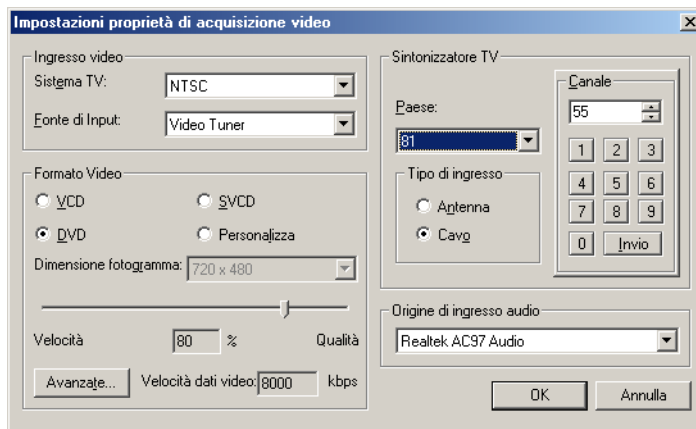 Impostazioni proprietà di acquisizione video
Ingresso video
Sistema TV: NTSC
Fonte di Input: Video Tuner
Formato Video
VCD SVCD
DVD Personalizza
Dimensione fotogramma: 720 x 480
Velocità 80 % Qualità
Avanzate... Velocità dati video: 8000 kbps
Sintonizzatore TV
Paese:
81
Tipo di ingresso
Antenna
Cavo
Canale
55
1 2 3
4 5 6
7 8 9
0 Invio
Origine di ingresso audio
Realtek AC97 Audio
OK Annulla